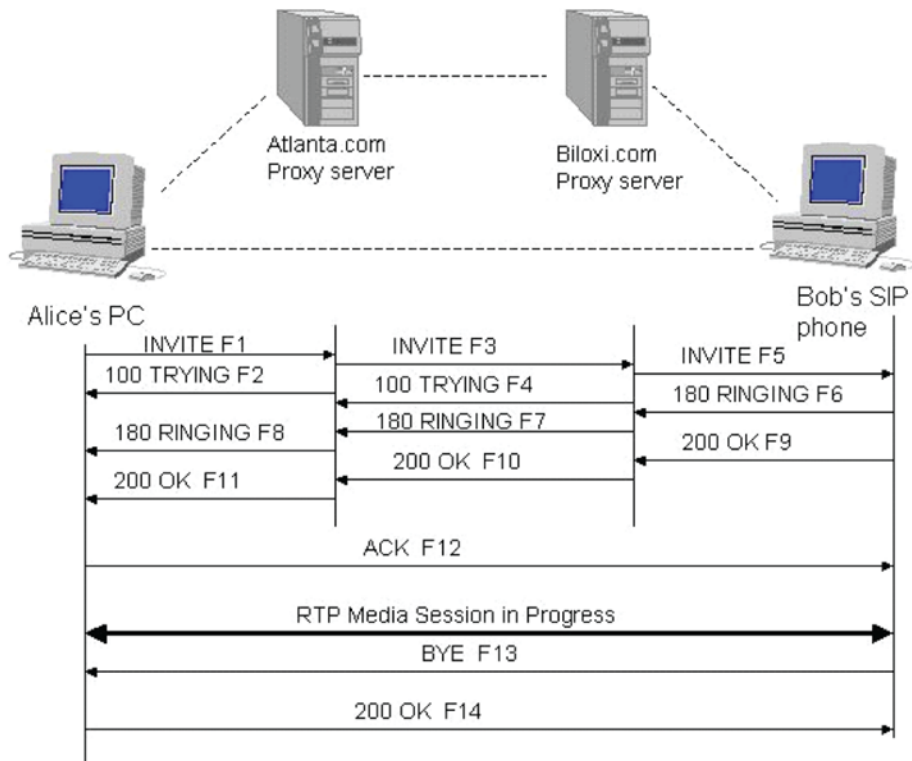 Atlanta.com
Proxy server
Biloxi.com
Proxy server
Alice's PC
Bob's SIP
phone
INVITE F1
INVITE F3
INVITE F5
100 TRYING F2
100 TRYING F4
180 RINGING F6
180 RINGING F7
180 RINGING F8
200 OK F9
200 OK F10
200 OK F11
ACK F12
RTP Media Session in Progress
BYE F13
200 OK F14